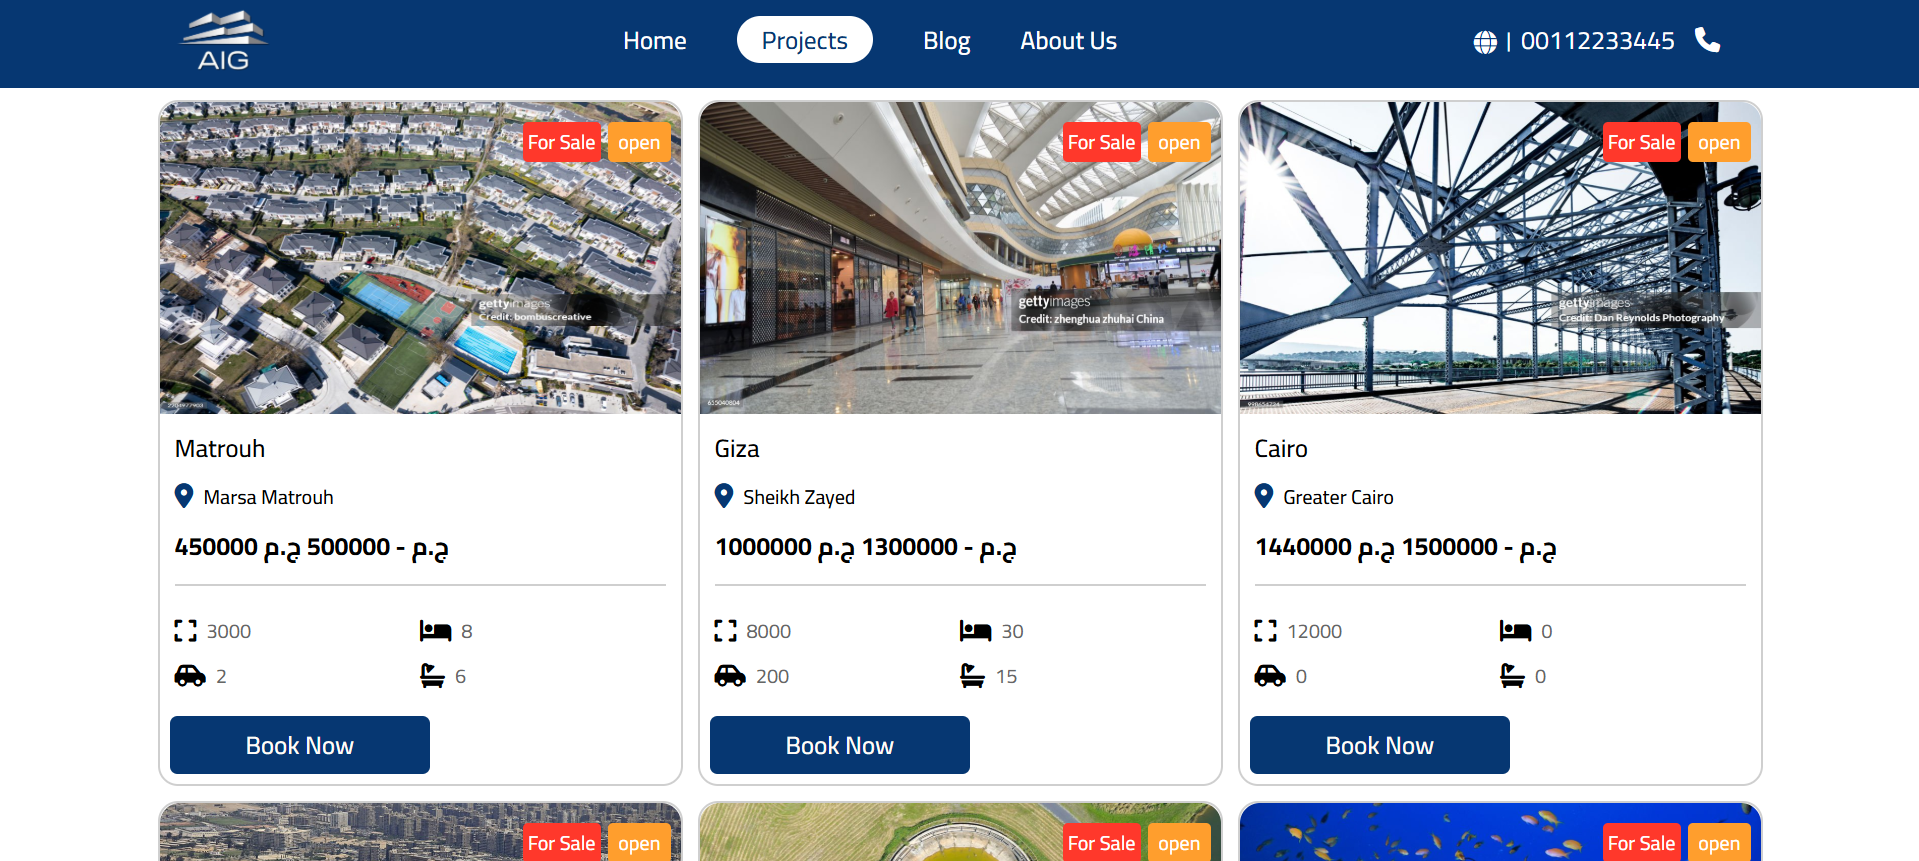 AIG
Home
Projects
Blog
About Us
| 00112233445
For Sale
open
gettyimages
Credit: bombuscreative
Matrouh
Marsa Matrouh
450000 ج.م 500000 - ج.م
3000
8
2
6
Book Now
For Sale
open
gettyimages
Credit: zhenghua zhuhai China
655040804
Giza
Sheikh Zayed
1000000 ج.م 1300000 - ج.م
8000
30
200
15
Book Now
For Sale
open
gettyimages
Credit: Dan Reynolds Photography
Cairo
Greater Cairo
1440000 ج.م 1500000 - ج.م
12000
0
0
0
Book Now
For Sale
open
For Sale
open
For Sale
open